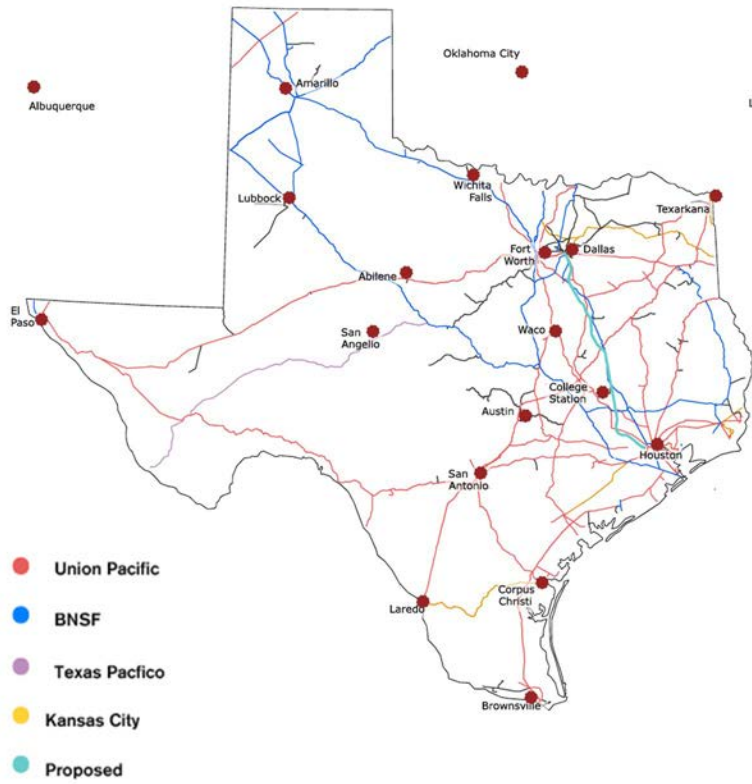 Oklahoma City
Albuquerque
Amarillo
L
Wichita
Falls
Lubbock
Texarkana
Fort
Worth
Dallas
Abilene
El
Paso
San
Angello
Waco
College
Station
Austin
Houston
San
Antonio
Corpus
Christi
Laredo
Brownsville
Union Pacific
BNSF
Texas Pacfico
Kansas City
Proposed